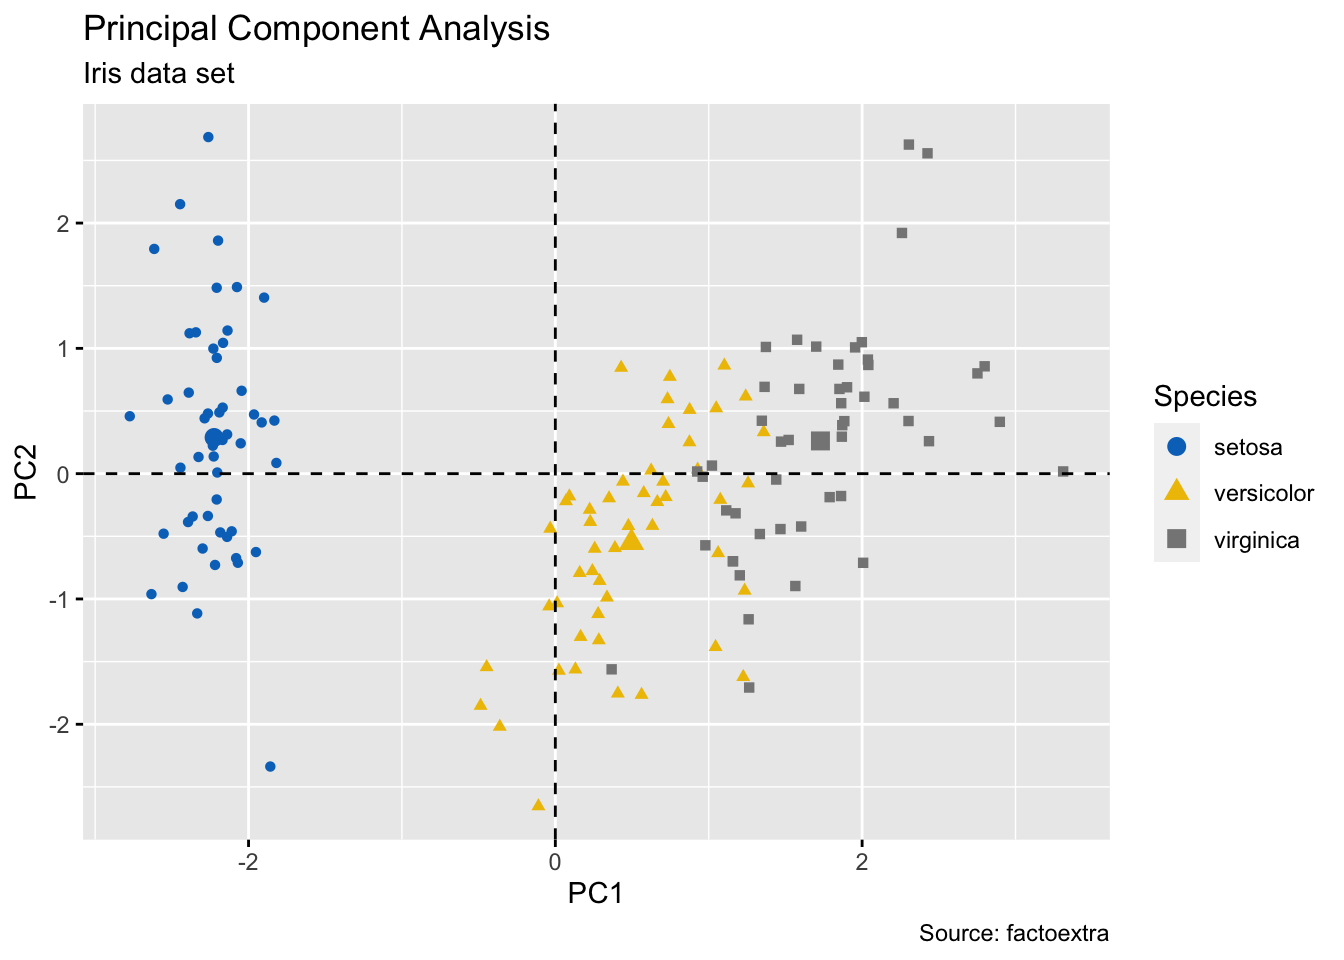 Principal Component Analysis
Iris data set
PC2
2
1
0
-1
-2
-2
0
2
PC1
Species
setosa
versicolor
virginica
Source: factoextra